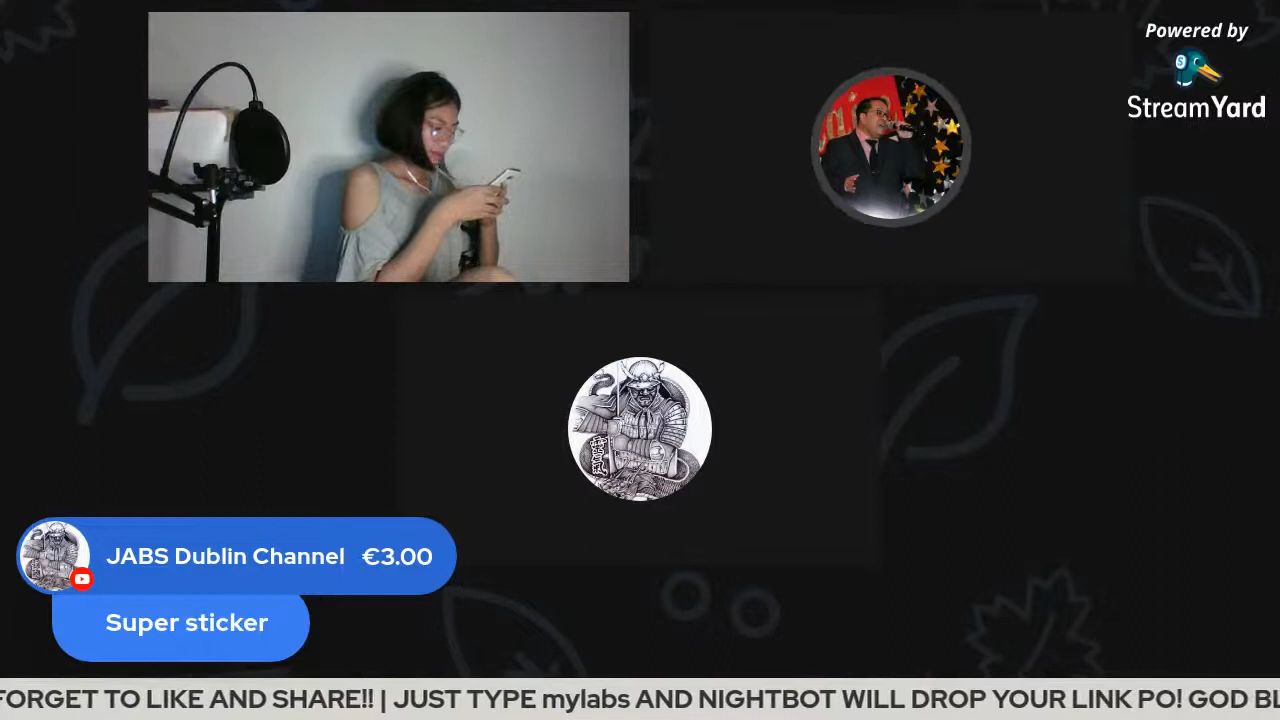 Powered by
StreamYard
JABS Dublin Channel €3.00
Super sticker
FORGET TO LIKE AND SHARE!! | JUST TYPE mylabs AND NIGHTBOT WILL DROP YOUR LINK PO! GOD